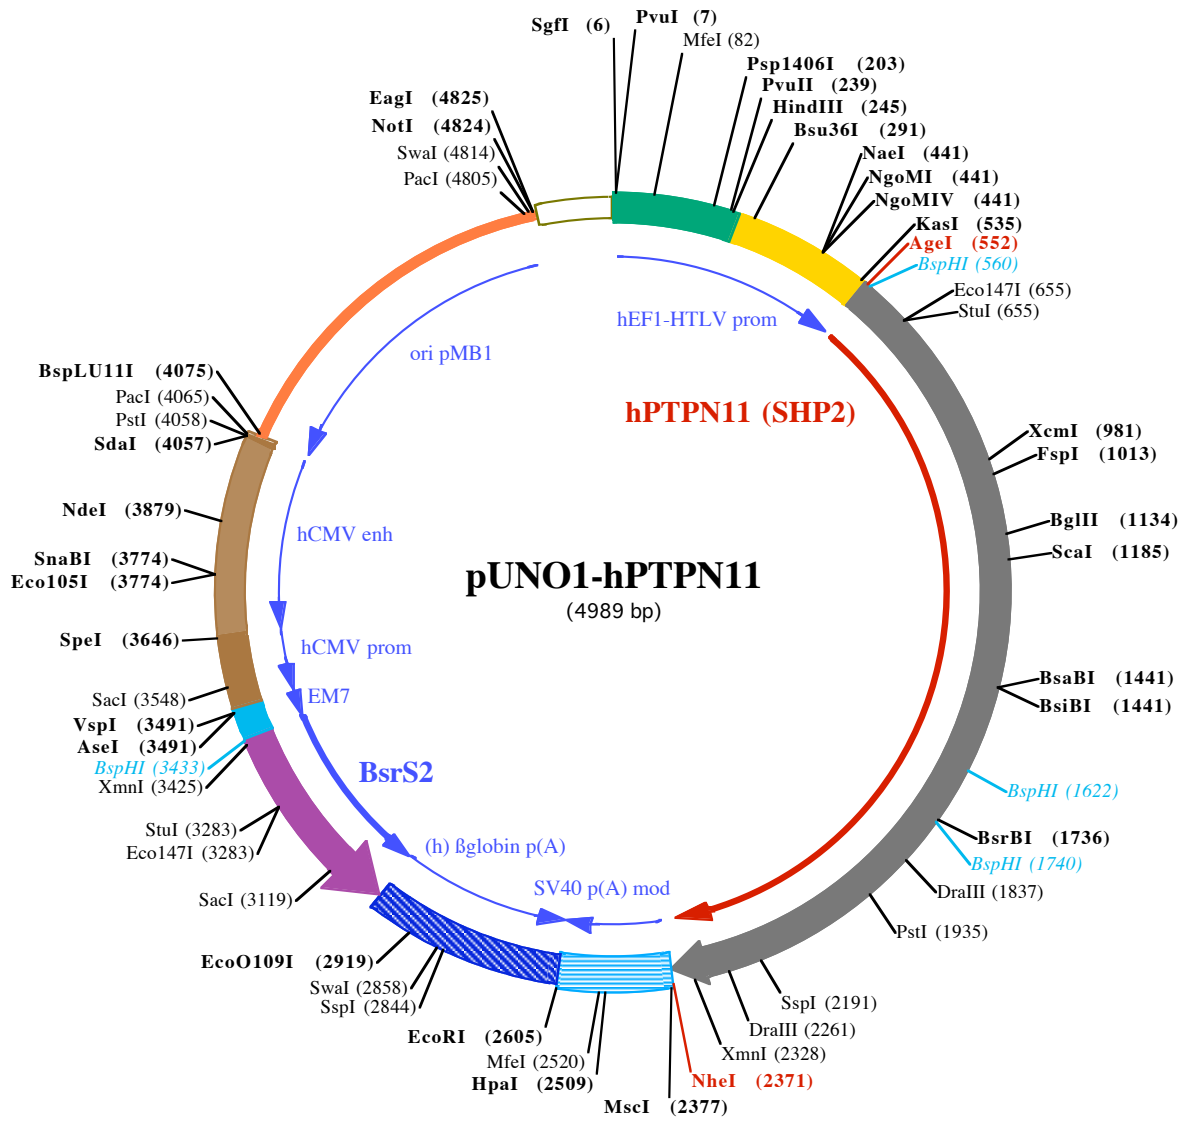 SgfI (6)
PvuI (7)
MfeI (82)
Psp1406I (203)
PvuII (239)
HindIII (245)
Bsu36I (291)
NaeI (441)
NgoMI (441)
NgoMIV (441)
KasI (535)
AgeI (552)
BspHI (560)
Eco147I (655)
StuI (655)
XcmI (981)
FspI (1013)
BglII (1134)
ScaI (1185)
BsaBI (1441)
BsiBI (1441)
BspHI (1622)
BsrBI (1736)
BspHI (1740)
DraIII (1837)
PstI (1935)
SspI (2191)
DraIII (2261)
XmnI (2328)
NheI (2371)
MscI (2377)
HpaI (2509)
MfeI (2520)
EcoRI (2605)
SspI (2844)
SwaI (2858)
EcoO109I (2919)
SacI (3119)
Eco147I (3283)
StuI (3283)
XmnI (3425)
BspHI (3433)
AseI (3491)
VspI (3491)
SacI (3548)
SpeI (3646)
Eco105I (3774)
SnaBI (3774)
NdeI (3879)
SdaI (4057)
PstI (4058)
PacI (4065)
BspLU11I (4075)
PacI (4805)
SwaI (4814)
NotI (4824)
EagI (4825)
hEF1-HTLV prom
ori pMB1
hPTPN11 (SHP2)
hCMV enh
pUNO1-hPTPN11
(4989 bp)
hCMV prom
EM7
BsrS2
(h) ßglobin p(A)
SV40 p(A) mod